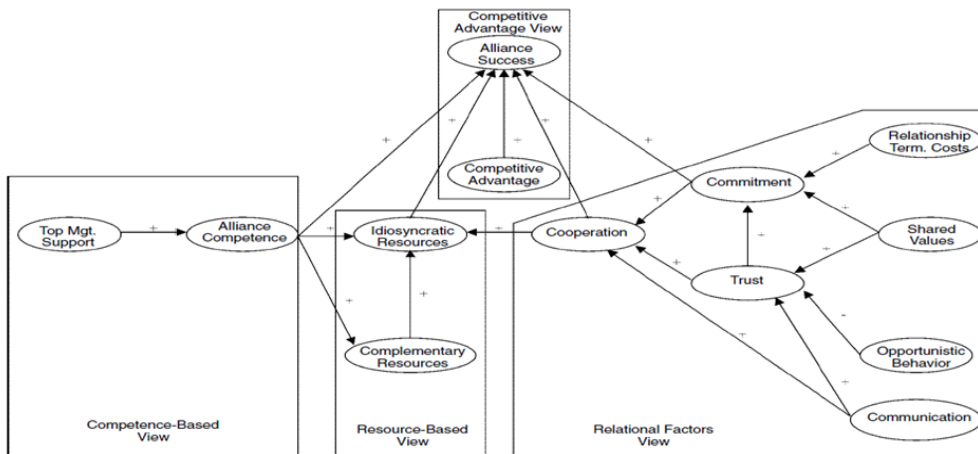 Competitive
Advantage View
Alliance
Success
Competitive
Advantage
Relationship
Term. Costs
Commitment
Top Mgt.
Support
Alliance
Competence
Idiosyncratic
Resources
Cooperation
Shared
Values
Trust
Complementary
Resources
Opportunistic
Behavior
Communication
Competence-Based
View
Resource-Based
View
Relational Factors
View